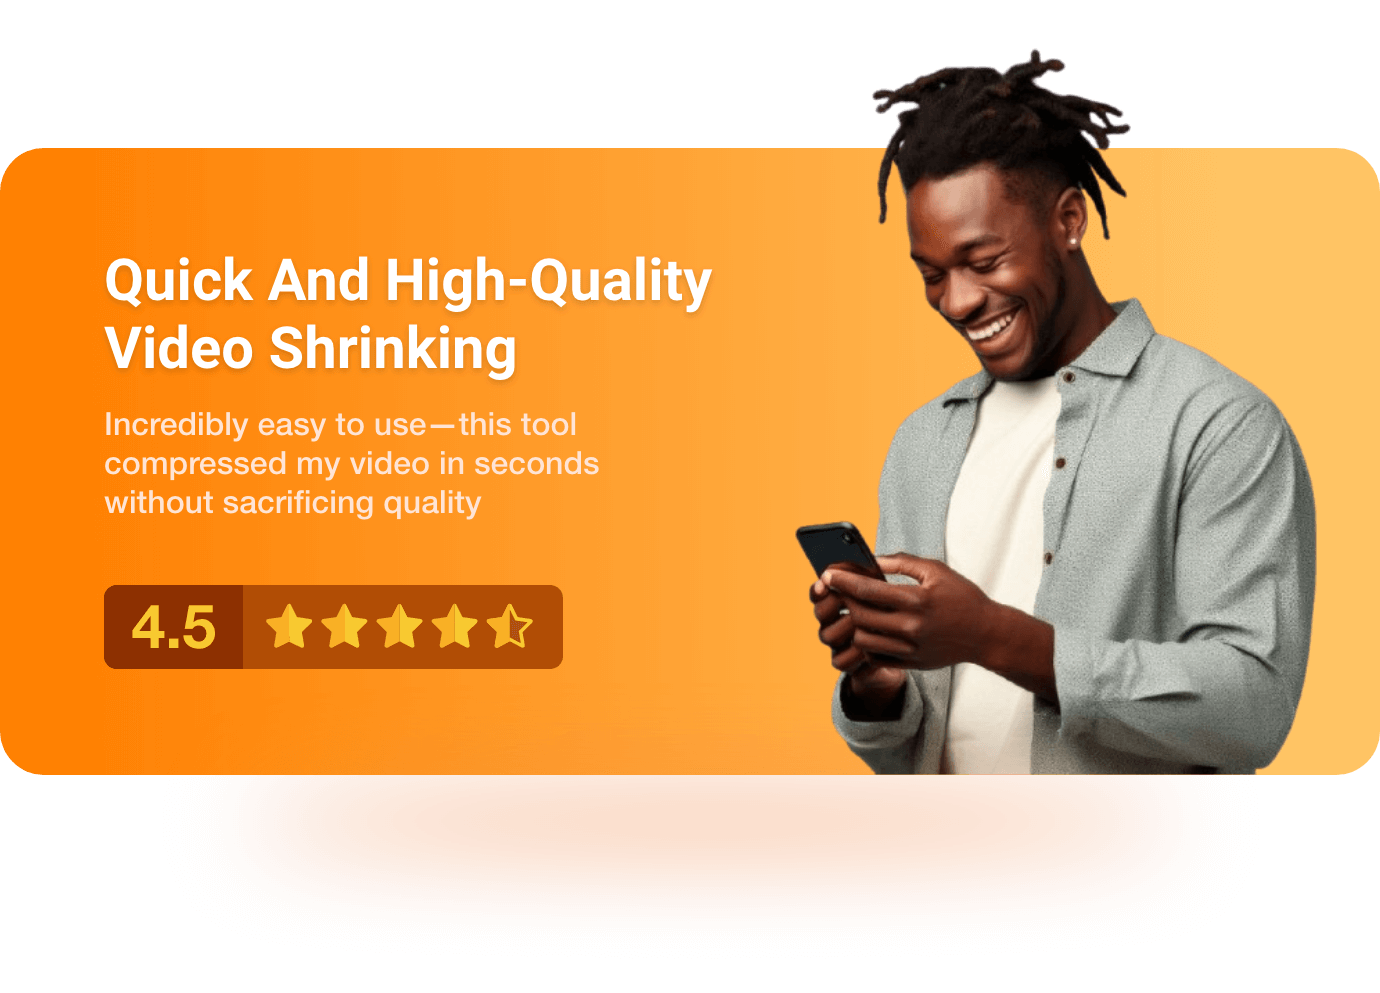 Quick And High-Quality
Video Shrinking
Incredibly easy to use—this tool
compressed my video in seconds
without sacrificing quality
4.5